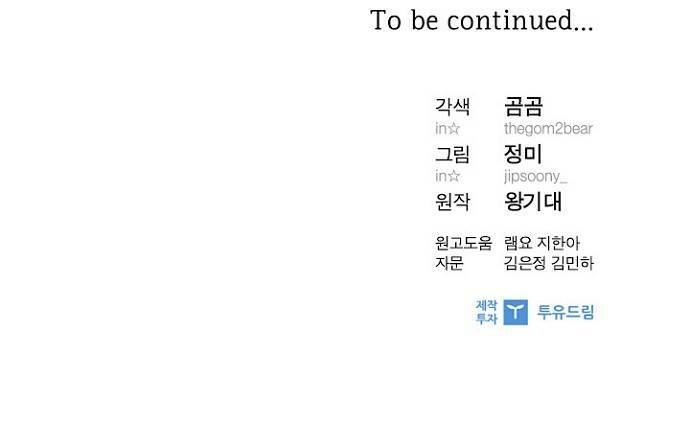 To be continued...
각색 곰곰
in☆ thegom2bear
그림 정미
in☆ jipsoony_
원작 왕기대
원고도움 램요 지한아
자문 김은정 김민하
제작
투자 투유드림